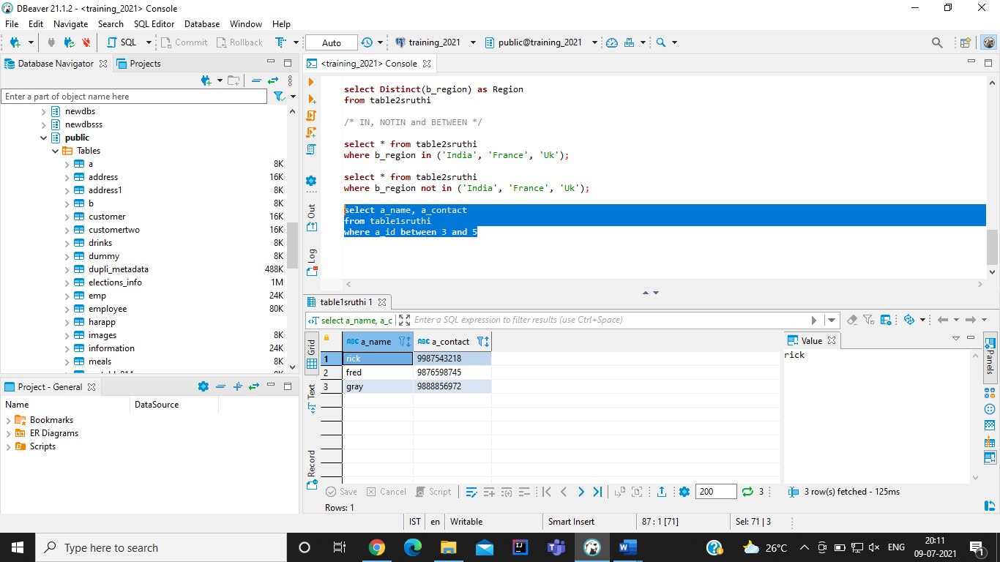 DBeaver 21.1.2 - <training_2021> Console
File Edit Navigate Search SQL Editor Database Window Help
SQL Commit Rollback Auto training_2021 public@training_2021
Database Navigator Projects
Enter a part of object name here
newdbs
newdbsss
public
Tables
a 8K
address 16K
address1 8K
b 8K
customer 16K
customertwo 16K
drinks 8K
dummy 8K
dupli_metadata 488K
elections_info 1M
emp 24K
employee 80K
harapp
images 8K
information 24K
meals 8K
Project - General
Name DataSource
Bookmarks
ER Diagrams
Scripts
<training_2021> Console
select Distinct(b_region) as Region
from table2sruthi
/* IN, NOTIN and BETWEEN */
select * from table2sruthi
where b_region in ('India', 'France', 'Uk');
select * from table2sruthi
where b_region not in ('India', 'France', 'Uk');
select a_name, a_contact
from table1sruthi
where a_id between 3 and 5
Out
Log
table1sruthi 1
select a_name, a_c Enter a SQL expression to filter results (use Ctrl+Space)
Grid
Text
Record
ABC a_name ABC a_contact
1 rick 9987543218
2 fred 9876598745
3 gray 9888856972
Value
rick
Panels
Save Cancel Script 200 3 3 row(s) fetched - 125ms
Rows: 1
IST en Writable Smart Insert 87 : 1 [71] Sel: 71 | 3
Type here to search
26°C ENG 20:11
09-07-2021
1